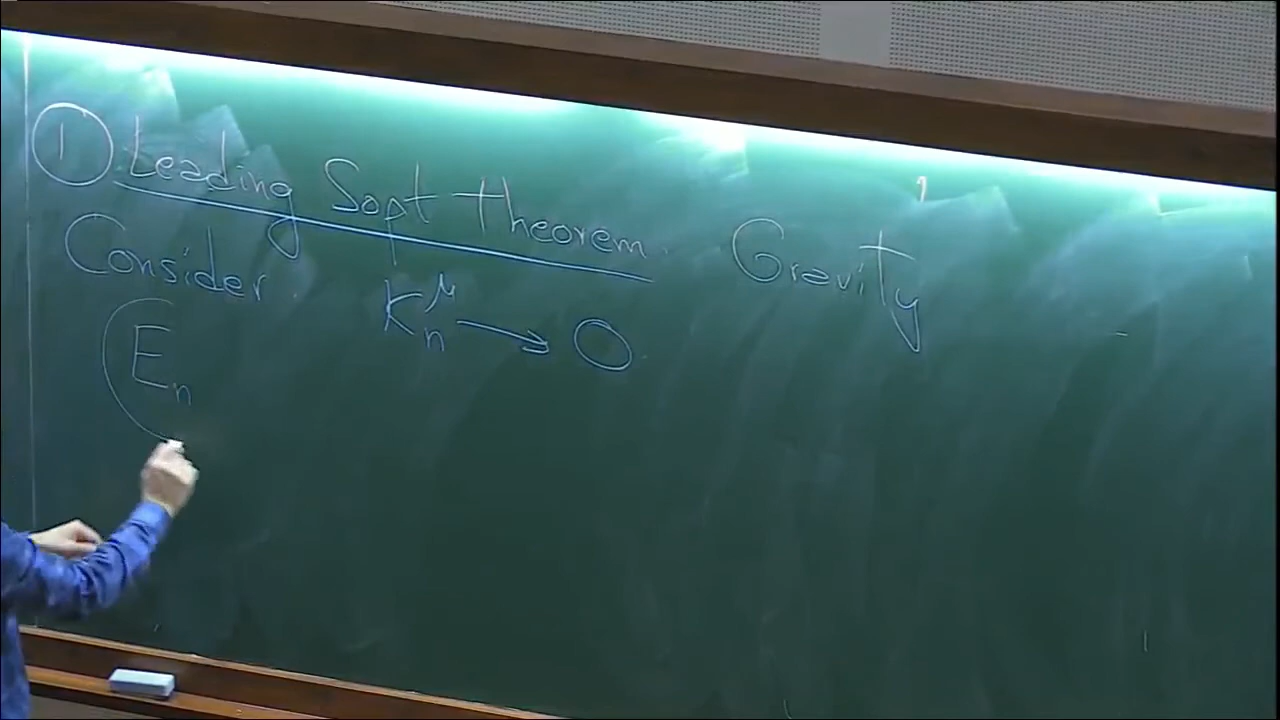 ① Leading Soft Theorem. Gravity
Consider K_n^μ → 0
(E_n